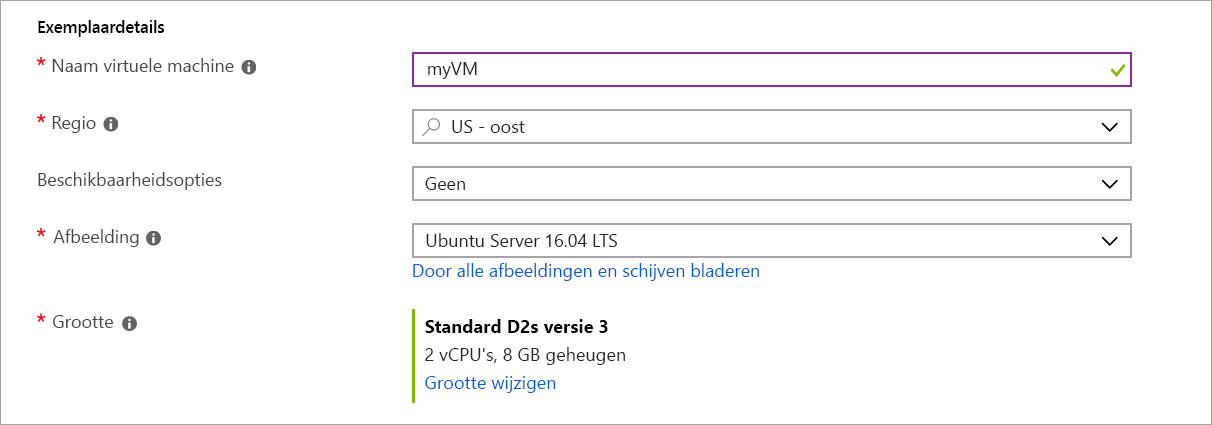 Exemplaardetails
* Naam virtuele machine
myVM
* Regio
US - oost
Beschikbaarheidsopties
Geen
* Afbeelding
Ubuntu Server 16.04 LTS
Door alle afbeeldingen en schijven bladeren
* Grootte
Standard D2s versie 3
2 vCPU's, 8 GB geheugen
Grootte wijzigen